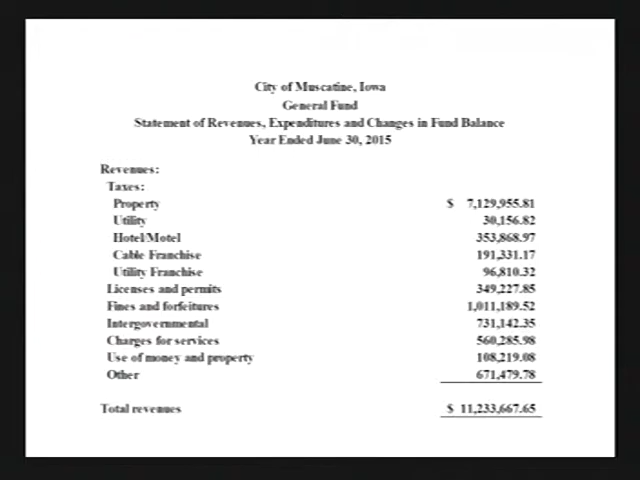 City of Muscatine, Iowa
General Fund
Statement of Revenues, Expenditures and Changes in Fund Balance
Year Ended June 30, 2015
Revenues:
Taxes:
Property $ 7,129,955.81
Utility 30,156.82
Hotel/Motel 353,868.97
Cable Franchise 191,331.17
Utility Franchise 96,810.32
Licenses and permits 349,227.85
Fines and forfeitures 1,011,189.52
Intergovernmental 731,142.35
Charges for services 560,285.98
Use of money and property 108,219.08
Other 671,479.78
Total revenues $ 11,233,667.65